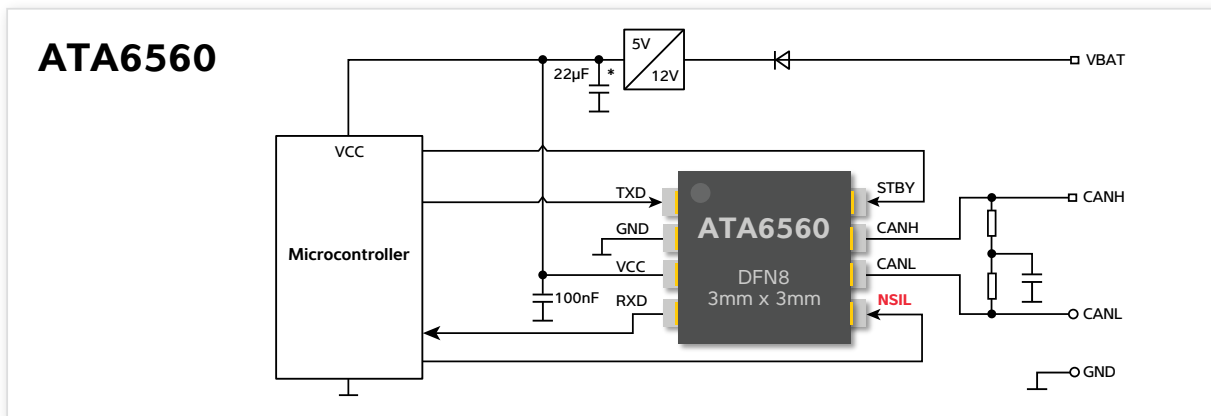 ATA6560
5V
12V
22µF *
VBAT
VCC
Microcontroller
TXD
GND
VCC
RXD
100nF
ATA6560
DFN8
3mm x 3mm
STBY
CANH
CANL
NSIL
CANH
CANL
GND